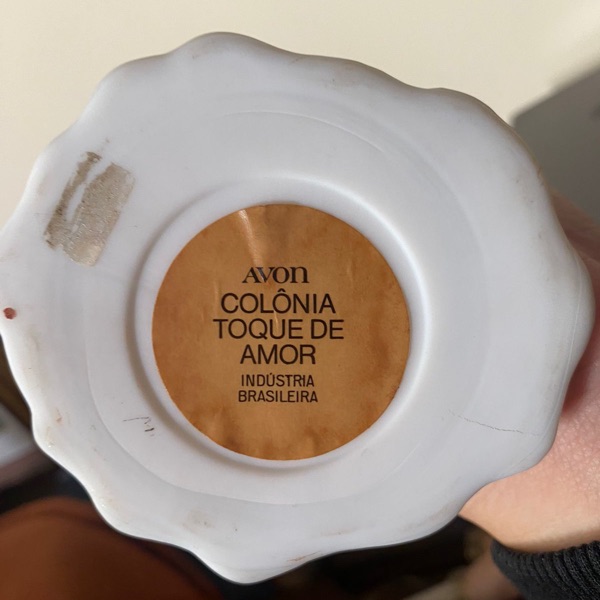 AVON
COLÔNIA
TOQUE DE
AMOR
INDÚSTRIA
BRASILEIRA